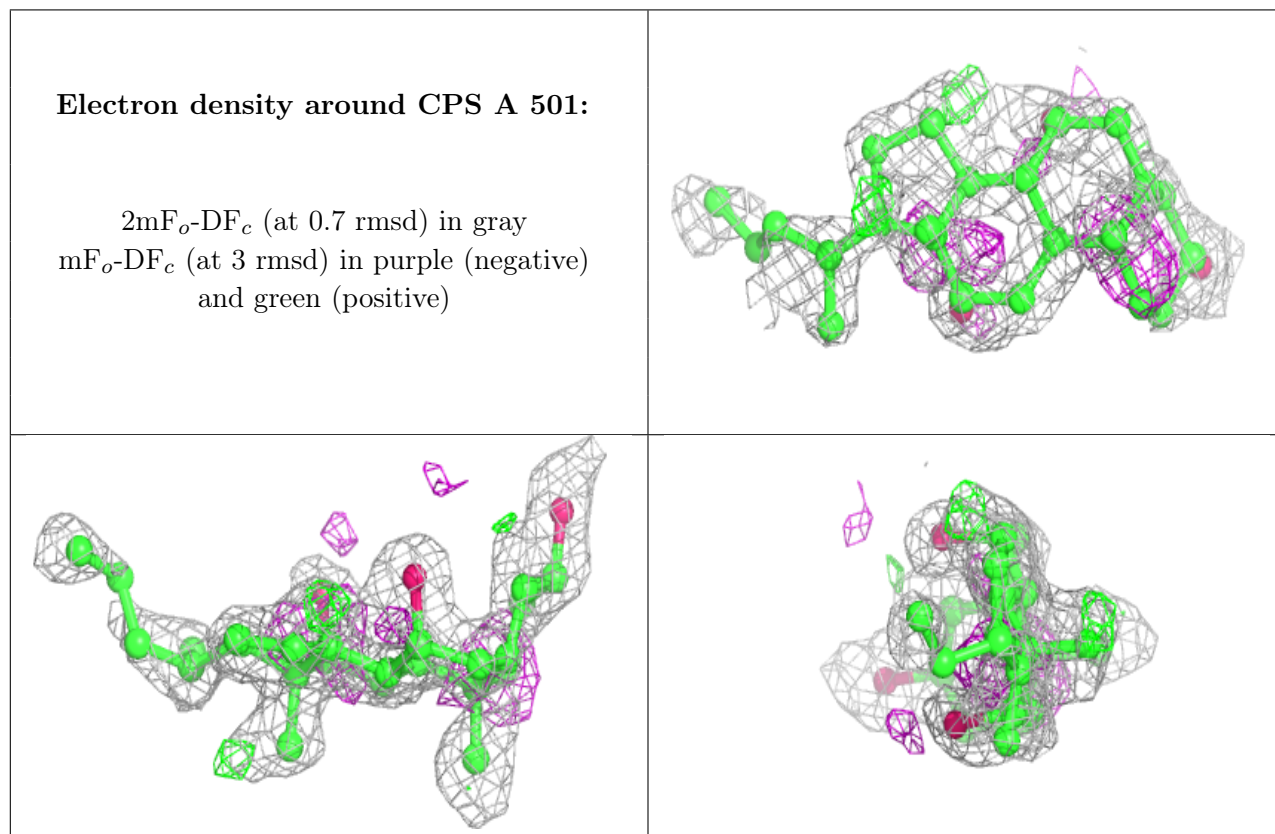 Electron density around CPS A 501:
2mFo-DFc (at 0.7 rmsd) in gray
mFo-DFc (at 3 rmsd) in purple (negative)
and green (positive)